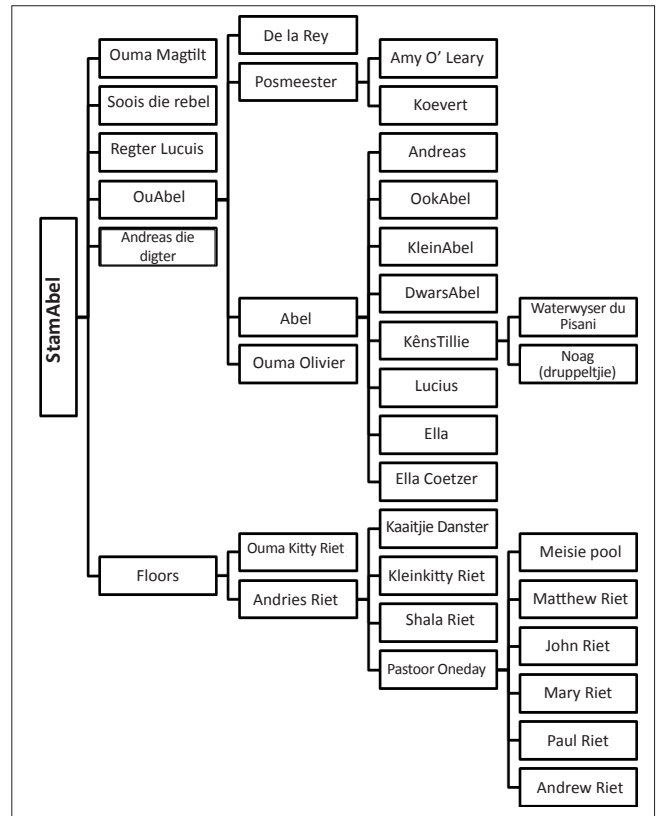 StamAbel
Ouma Magtilt
Soois die rebel
Regter Lucuis
OuAbel
Andreas die
digter
Floors
De la Rey
Posmeester
Abel
Ouma Olivier
Ouma Kitty Riet
Andries Riet
Amy O’ Leary
Koevert
Andreas
OokAbel
KleinAbel
DwarsAbel
KênsTillie
Lucius
Ella
Ella Coetzer
Kaaitjie Danster
Kleinkitty Riet
Shala Riet
Pastoor Oneday
Waterwyser du
Pisani
Noag
(druppeltjie)
Meisie pool
Matthew Riet
John Riet
Mary Riet
Paul Riet
Andrew Riet